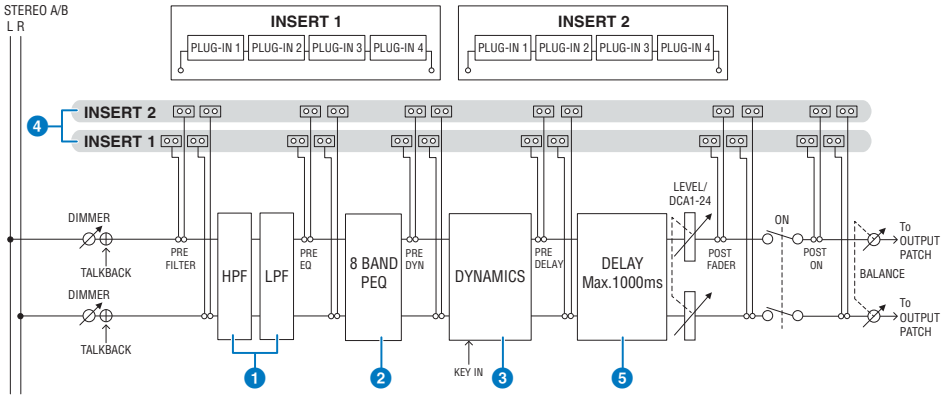 STEREO A/B
L R
INSERT 1
PLUG-IN 1 PLUG-IN 2 PLUG-IN 3 PLUG-IN 4
INSERT 2
PLUG-IN 1 PLUG-IN 2 PLUG-IN 3 PLUG-IN 4
4
INSERT 2
INSERT 1
DIMMER
TALKBACK
DIMMER
TALKBACK
PRE
FILTER
HPF
LPF
1
PRE
EQ
8 BAND
PEQ
2
PRE
DYN
DYNAMICS
KEY IN
3
PRE
DELAY
DELAY
Max.1000ms
5
LEVEL/
DCA1-24
POST
FADER
ON
POST
ON
BALANCE
To
OUTPUT
PATCH
To
OUTPUT
PATCH